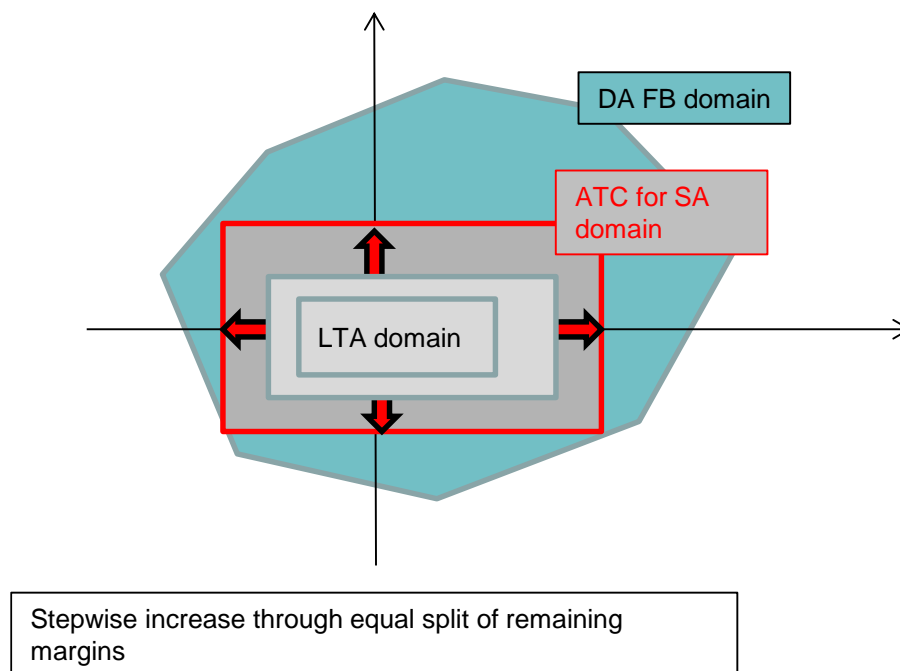 DA FB domain
ATC for SA
domain
LTA domain
Stepwise increase through equal split of remaining
margins